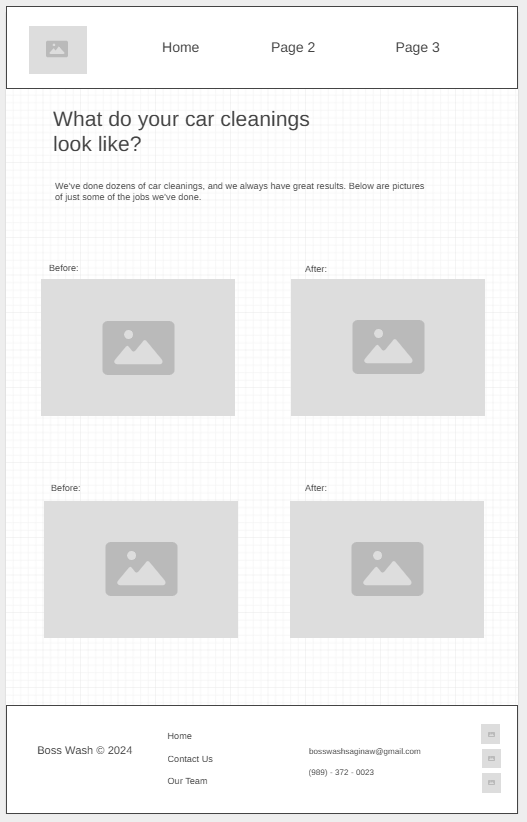 Home
Page 2
Page 3
What do your car cleanings
look like?
We've done dozens of car cleanings, and we always have great results. Below are pictures
of just some of the jobs we've done.
Before:
After:
Before:
After:
Boss Wash © 2024
Home
Contact Us
Our Team
bosswashsaginaw@gmail.com
(989) - 372 - 0023